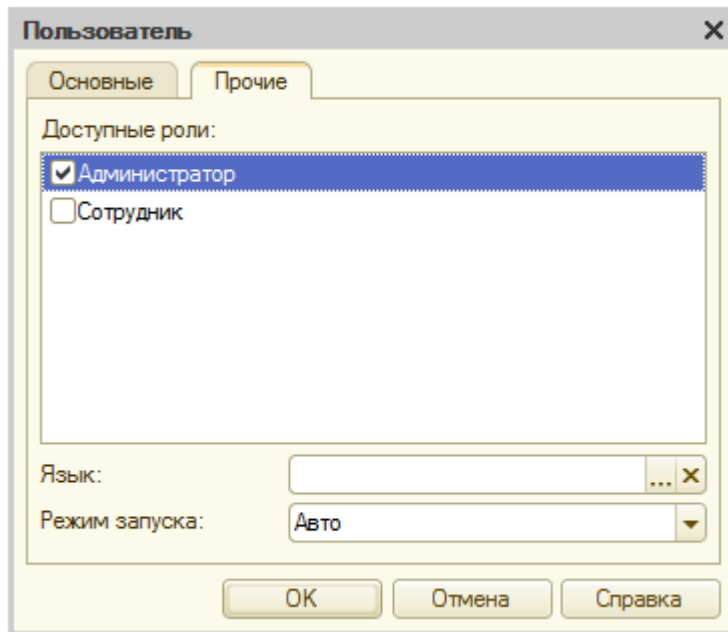 Пользователь
Основные Прочие
Доступные роли:
Администратор
Сотрудник
Язык: ...
Режим запуска: Авто
OK Отмена Справка